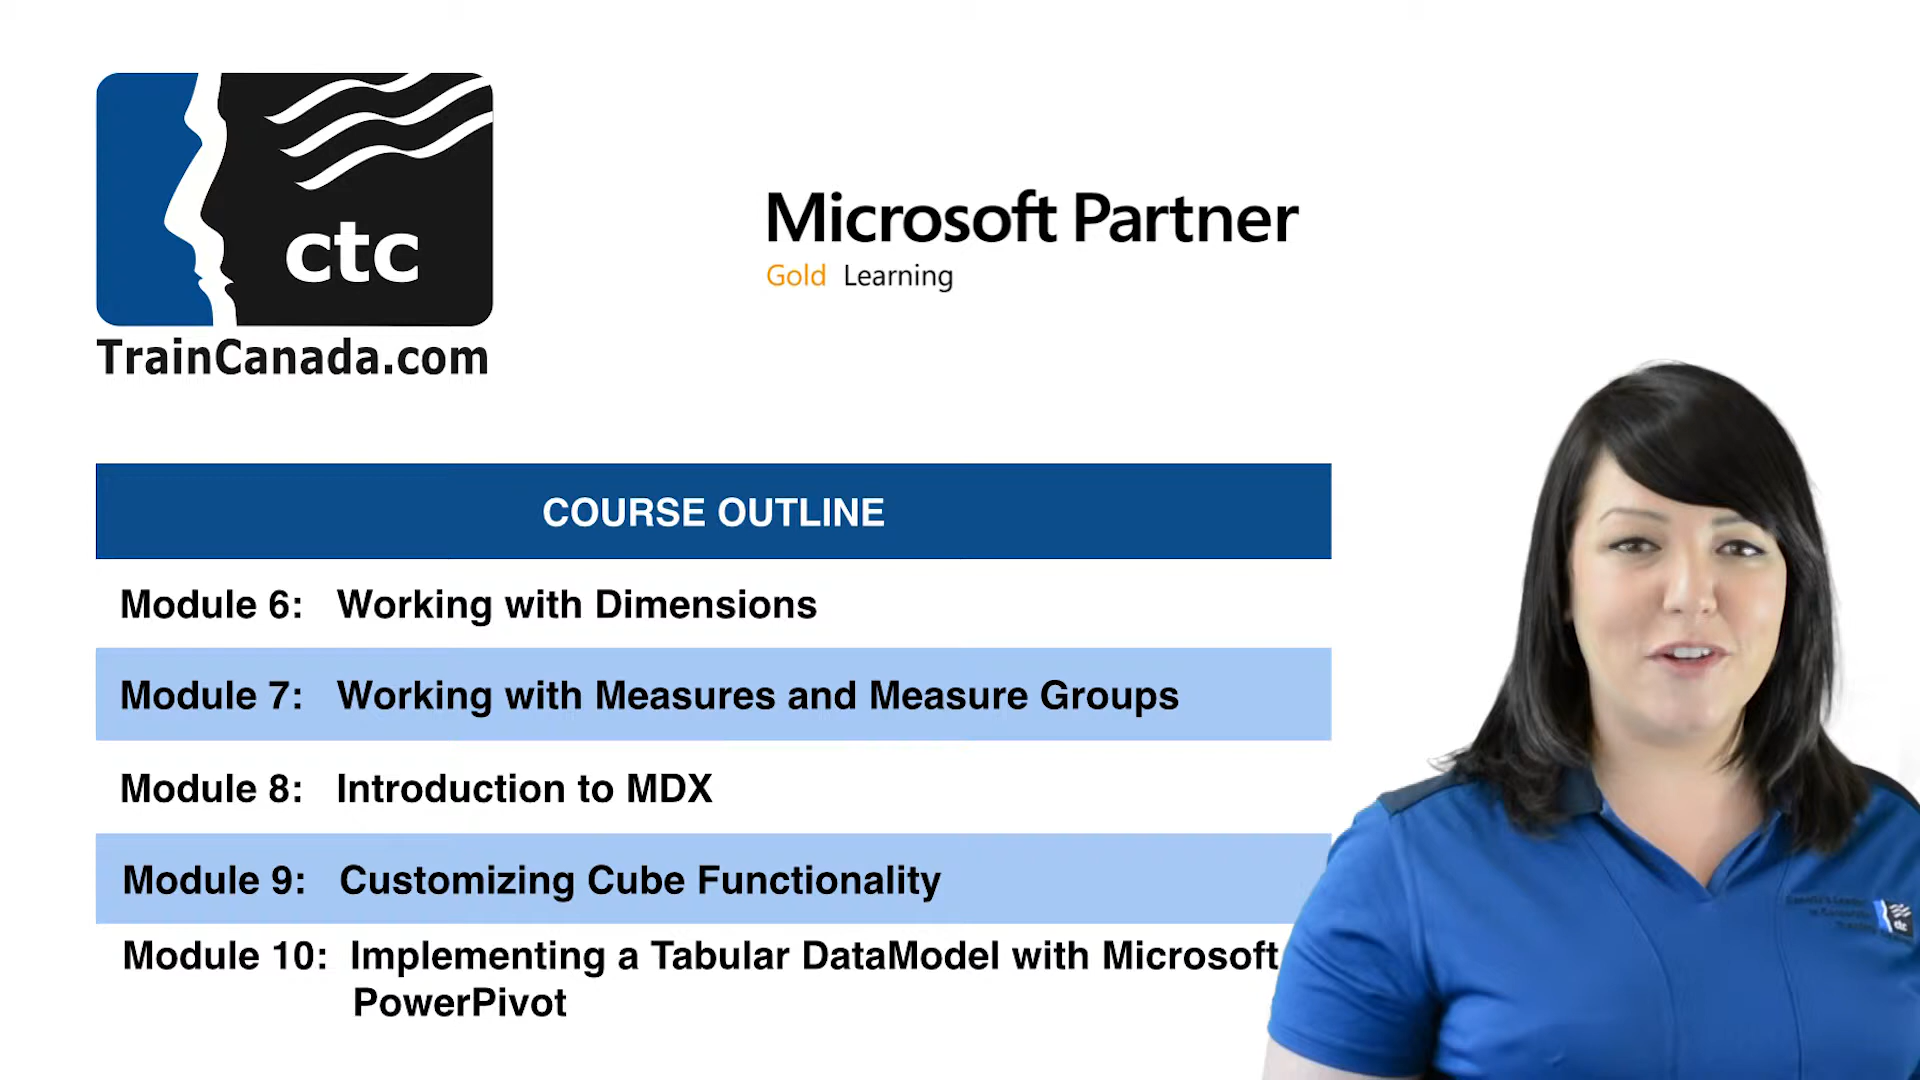 ctc
TrainCanada.com
Microsoft Partner
Gold Learning
COURSE OUTLINE
Module 6: Working with Dimensions
Module 7: Working with Measures and Measure Groups
Module 8: Introduction to MDX
Module 9: Customizing Cube Functionality
Module 10: Implementing a Tabular DataModel with Microsoft
PowerPivot
ctc